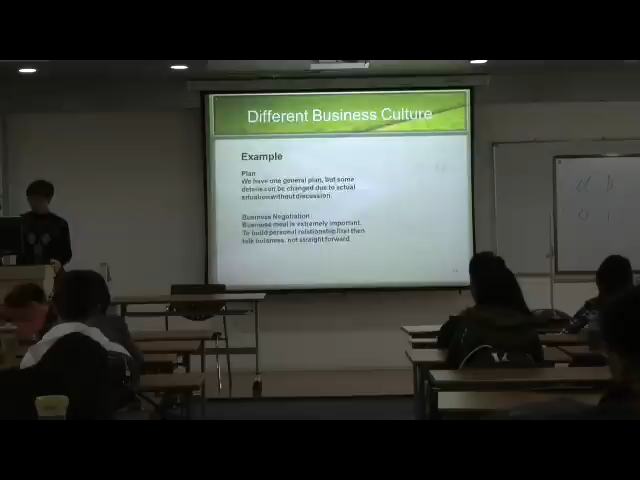 Different Business Culture
Example
Plan
We have one general plan, but some
details can be changed due to actual
situations without discussion.
Business Negotiation
Business meal is extremely important.
To build personal relationship first then
talk business, not straight forward.